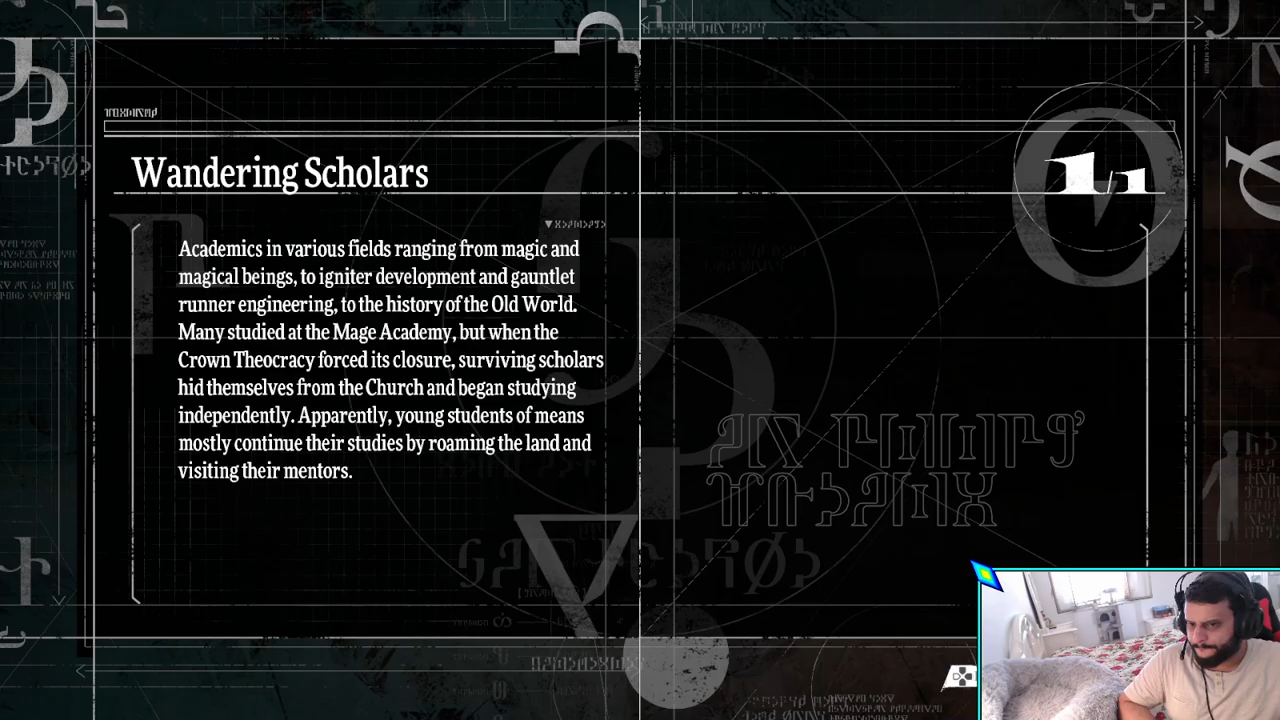 Wandering Scholars
1/1
Academics in various fields ranging from magic and
magical beings, to igniter development and gauntlet
runner engineering, to the history of the Old World.
Many studied at the Mage Academy, but when the
Crown Theocracy forced its closure, surviving scholars
hid themselves from the Church and began studying
independently. Apparently, young students of means
mostly continue their studies by roaming the land and
visiting their mentors.